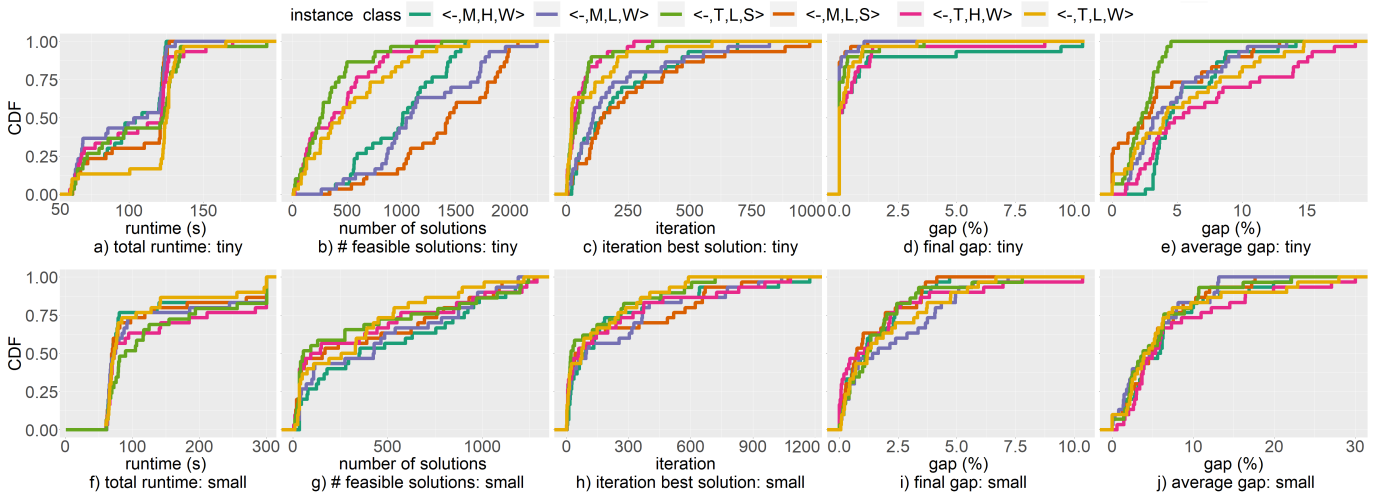 instance class <-,M,H,W> <-,M,L,W> <-,T,L,S> <-,M,L,S> <-,T,H,W> <-,T,L,W>
CDF
1.00
0.75
0.50
0.25
0.00
50 100 150
0 500 1000 1500 2000
0 250 500 750 1000
0.0 2.5 5.0 7.5 10.0
0 5 10 15
runtime (s) number of solutions iteration gap (%) gap (%)
a) total runtime: tiny b) # feasible solutions: tiny c) iteration best solution: tiny d) final gap: tiny e) average gap: tiny
CDF
1.00
0.75
0.50
0.25
0.00
0 100 200 300
0 500 1000
0 300 600 900 1200
0.0 2.5 5.0 7.5 10.0
0 10 20 30
runtime (s) number of solutions iteration gap (%) gap (%)
f) total runtime: small g) # feasible solutions: small h) iteration best solution: small i) final gap: small j) average gap: small